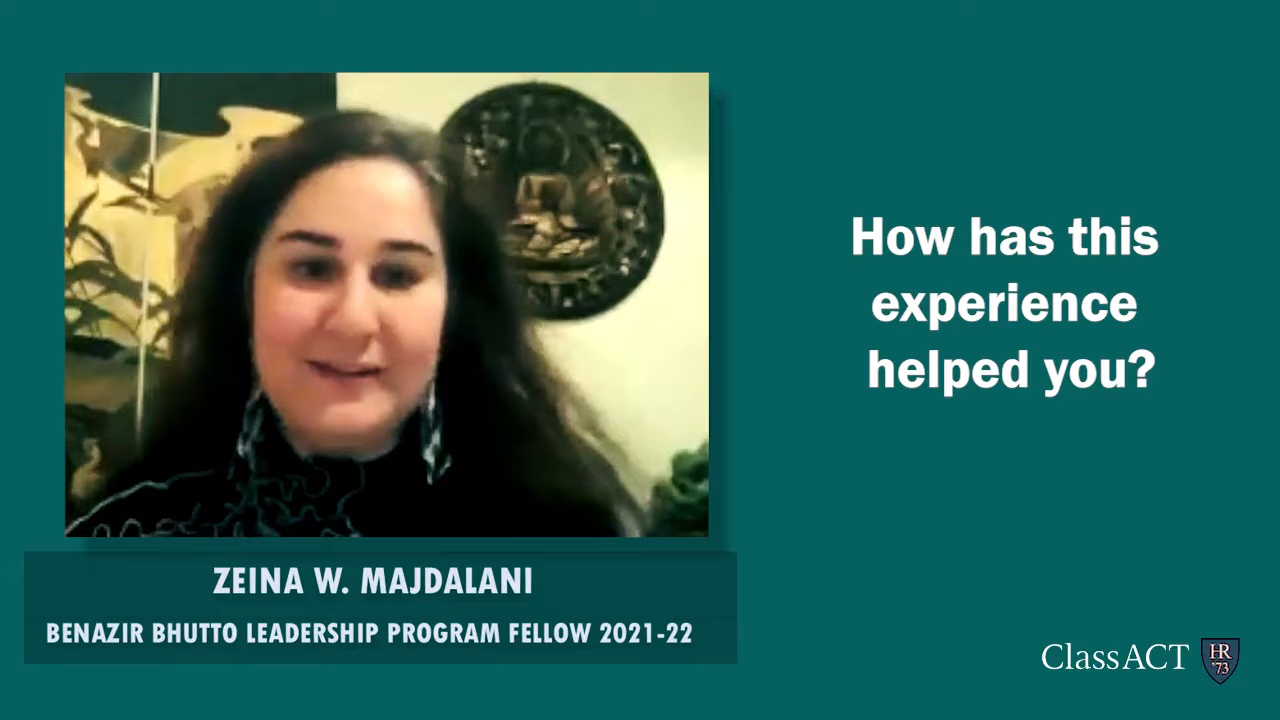 How has this
experience
helped you?
ZEINA W. MAJDALANI
BENAZIR BHUTTO LEADERSHIP PROGRAM FELLOW 2021-22
ClassACT
HR
'73